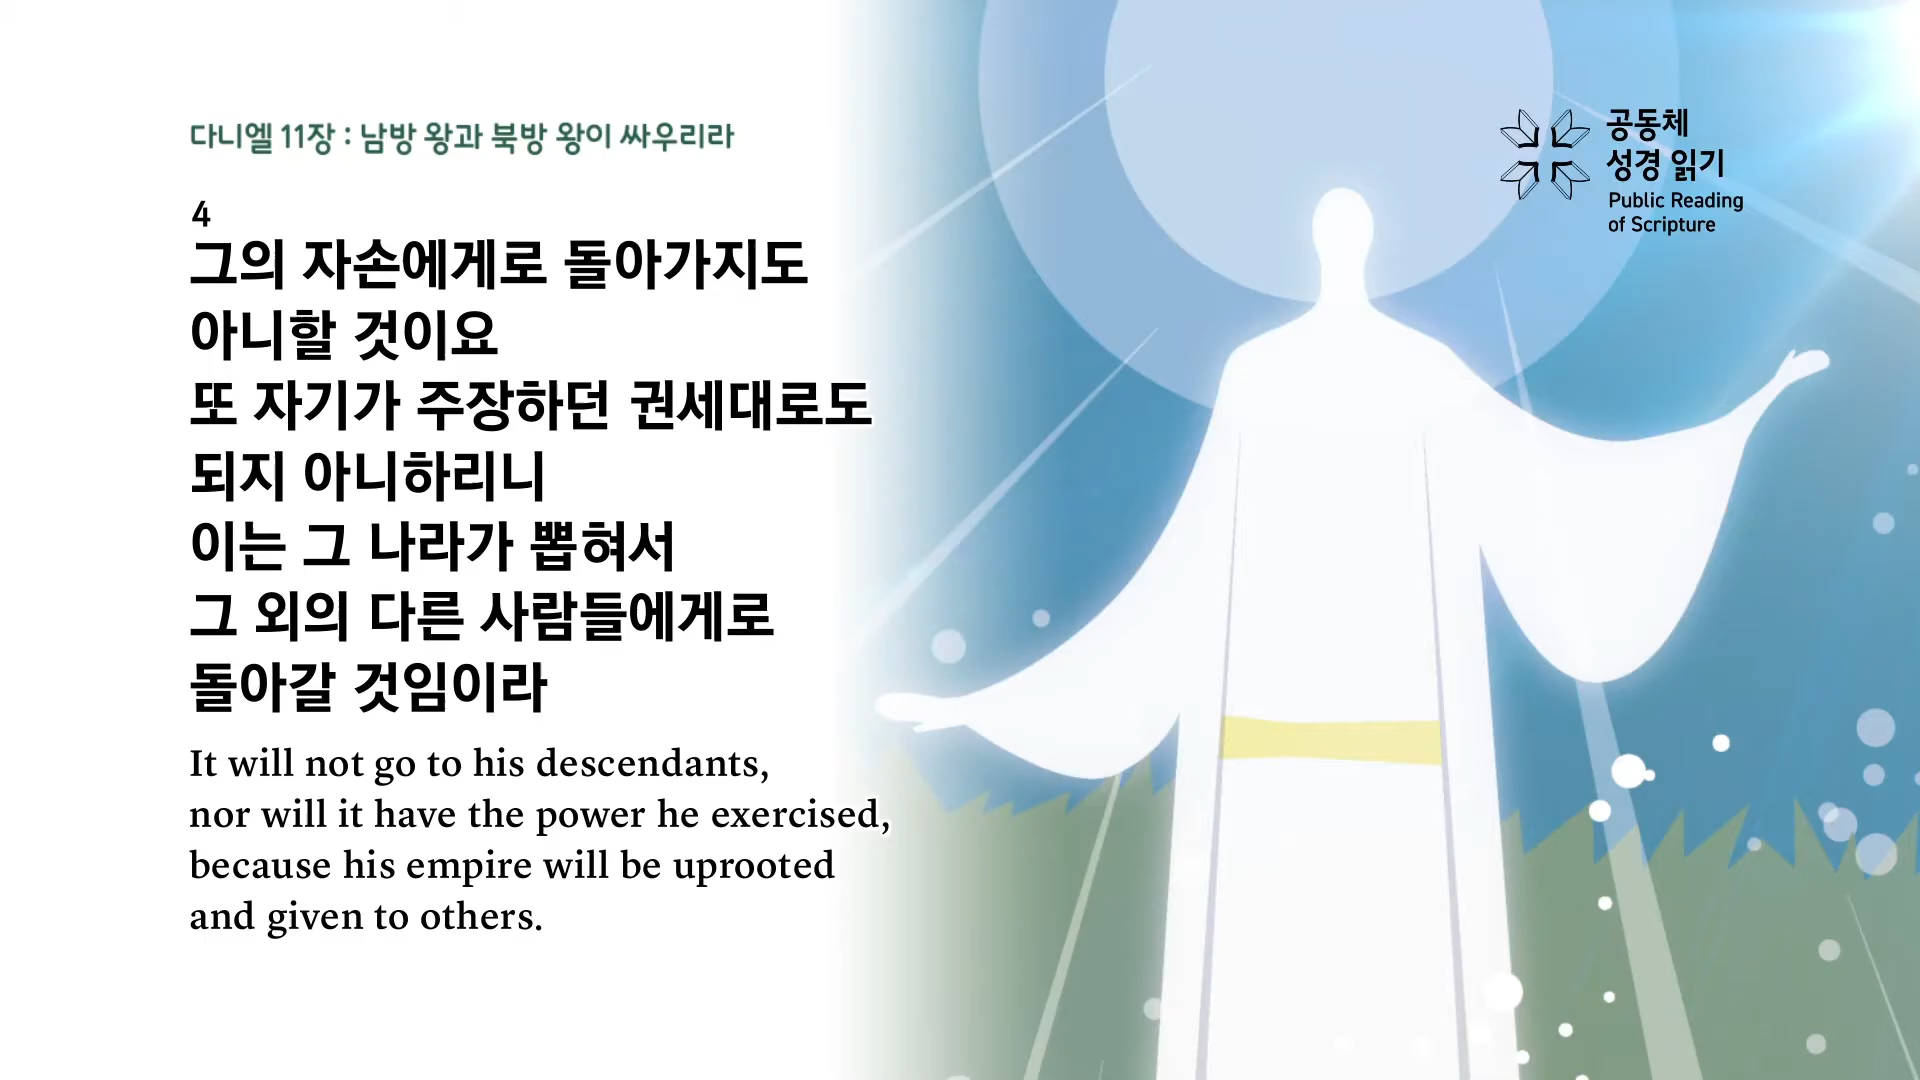 다니엘 11장 : 남방 왕과 북방 왕이 싸우리라
4
그의 자손에게로 돌아가지도
아니할 것이요
또 자기가 주장하던 권세대로도
되지 아니하리니
이는 그 나라가 뽑혀서
그 외의 다른 사람들에게로
돌아갈 것임이라
It will not go to his descendants,
nor will it have the power he exercised,
because his empire will be uprooted
and given to others.
공동체
성경 읽기
Public Reading
of Scripture